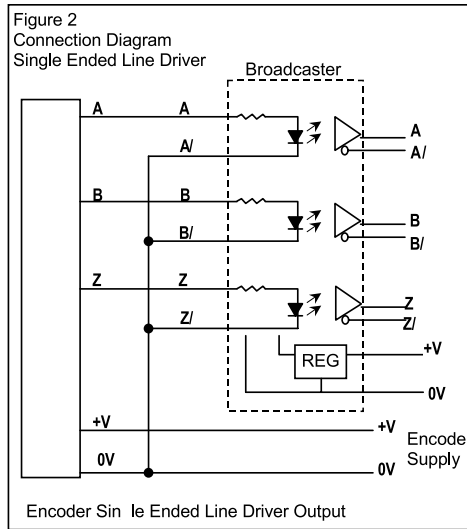 Figure 2
Connection Diagram
Single Ended Line Driver
Broadcaster
A A A
A/ A/
B B B
B/ B/
Z Z Z
Z/ Z/
REG +V
0V
+V +V Encode
Supply
0V 0V
Encoder Sin le Ended Line Driver Output